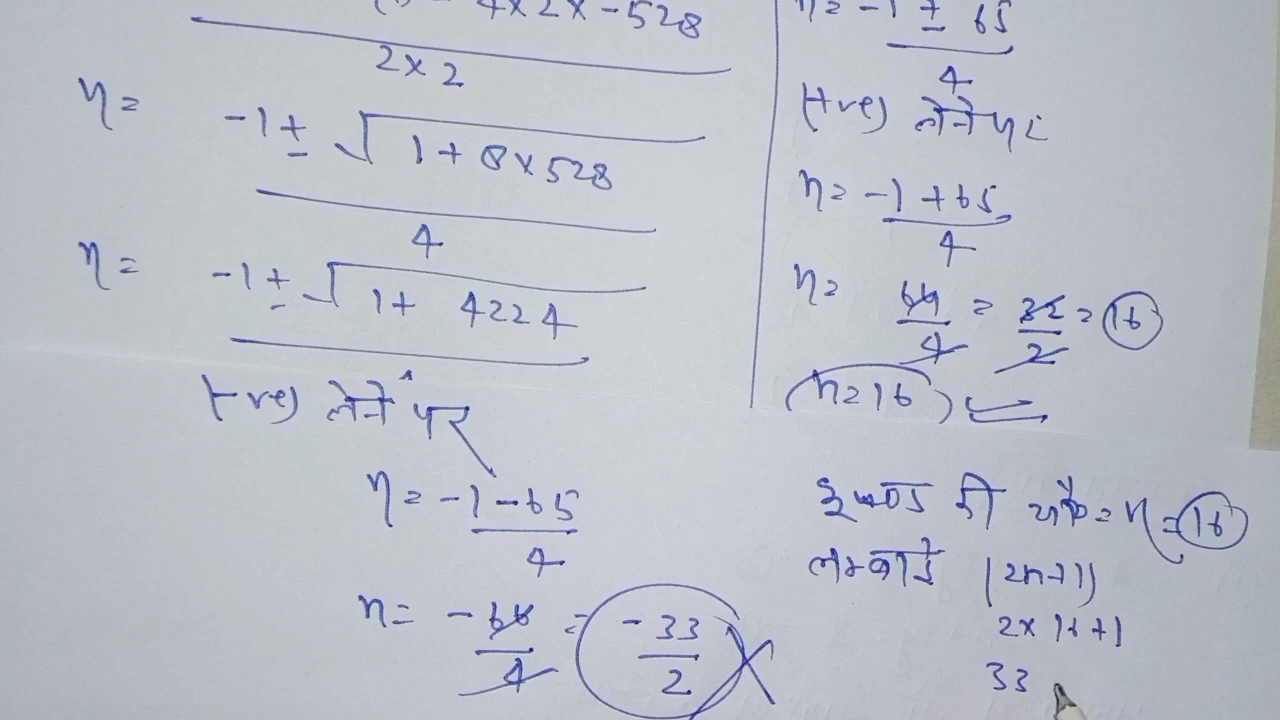 (1) - 4x2x-528
2x2
n= -1± √1+8x528
4
n= -1± √1+ 4224
+ve) लेने पर
n= -1-65
4
n= -66/4 = -33/2
n= -1 ± 65
4
(+ve) लेने पर
n= -1+65
4
n= 64/4 = 32/2 = 16
n=16
भूखण्ड की = n = 16
लम्बाई (2n+1)
2x16+1
33